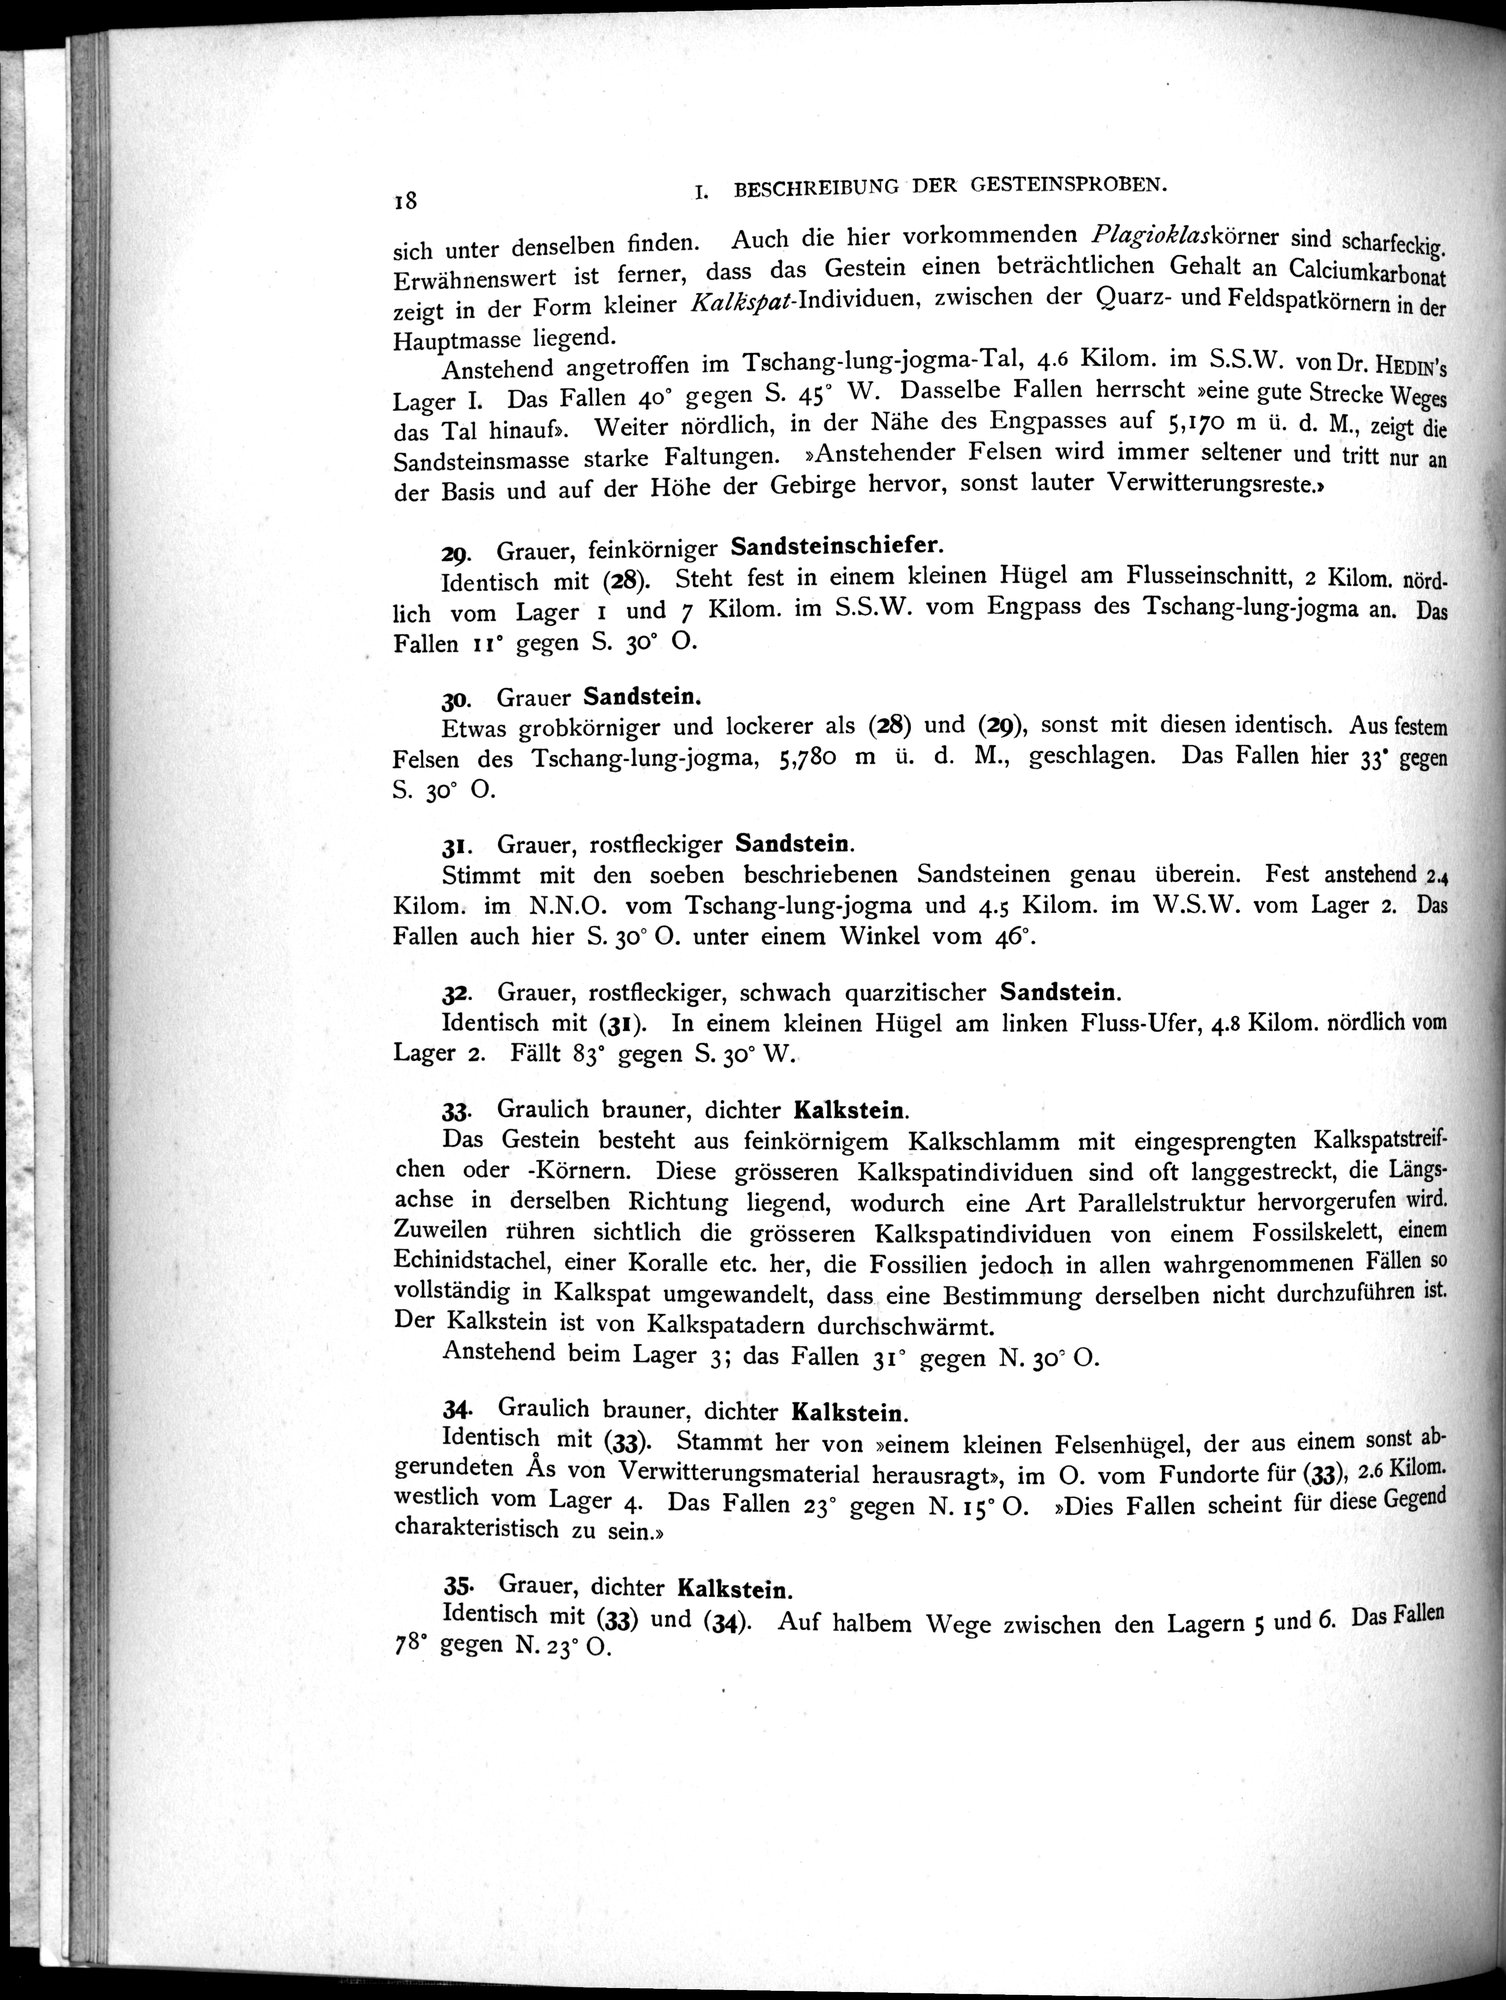 18
I. BESCHREIBUNG DER GESTEINSPROBEN.
sich unter denselben finden. Auch die hier vorkommenden Plagioklaskörner sind scharfeckig.
Erwähnenswert ist ferner, dass das Gestein einen beträchtlichen Gehalt an Calciumkarbonat
zeigt in der Form kleiner Kalkspat-Individuen, zwischen der Quarz- und Feldspatkörnern in der
Hauptmasse liegend.
Anstehend angetroffen im Tschang-lung-jogma-Tal, 4.6 Kilom. im S.S.W. von Dr. HEDIN's
Lager I. Das Fallen 40° gegen S. 45° W. Dasselbe Fallen herrscht »eine gute Strecke Weges
das Tal hinauf». Weiter nördlich, in der Nähe des Engpasses auf 5,170 m ü. d. M., zeigt die
Sandsteinsmasse starke Faltungen. »Anstehender Felsen wird immer seltener und tritt nur an
der Basis und auf der Höhe der Gebirge hervor, sonst lauter Verwitterungsreste.»
29. Grauer, feinkörniger Sandsteinschiefer.
Identisch mit (28). Steht fest in einem kleinen Hügel am Flusseinschnitt, 2 Kilom. nörd-
lich vom Lager 1 und 7 Kilom. im S.S.W. vom Engpass des Tschang-lung-jogma an. Das
Fallen 11° gegen S. 30° O.
30. Grauer Sandstein.
Etwas grobkörniger und lockerer als (28) und (29), sonst mit diesen identisch. Aus festem
Felsen des Tschang-lung-jogma, 5,780 m ü. d. M., geschlagen. Das Fallen hier 33° gegen
S. 30° O.
31. Grauer, rostfleckiger Sandstein.
Stimmt mit den soeben beschriebenen Sandsteinen genau überein. Fest anstehend 2.4
Kilom. im N.N.O. vom Tschang-lung-jogma und 4.5 Kilom. im W.S.W. vom Lager 2. Das
Fallen auch hier S. 30° O. unter einem Winkel vom 46°.
32. Grauer, rostfleckiger, schwach quarzitischer Sandstein.
Identisch mit (31). In einem kleinen Hügel am linken Fluss-Ufer, 4.8 Kilom. nördlich vom
Lager 2. Fällt 83° gegen S. 30° W.
33. Graulich brauner, dichter Kalkstein.
Das Gestein besteht aus feinkörnigem Kalkschlamm mit eingesprengten Kalkspatstreif-
chen oder -Körnern. Diese grösseren Kalkspatindividuen sind oft langgestreckt, die Längs-
achse in derselben Richtung liegend, wodurch eine Art Parallelstruktur hervorgerufen wird.
Zuweilen rühren sichtlich die grösseren Kalkspatindividuen von einem Fossilskelett, einem
Echinidstachel, einer Koralle etc. her, die Fossilien jedoch in allen wahrgenommenen Fällen so
vollständig in Kalkspat umgewandelt, dass eine Bestimmung derselben nicht durchzuführen ist.
Der Kalkstein ist von Kalkspatadern durchschwärmt.
Anstehend beim Lager 3; das Fallen 31° gegen N. 30° O.
34. Graulich brauner, dichter Kalkstein.
Identisch mit (33). Stammt her von »einem kleinen Felsenhügel, der aus einem sonst ab-
gerundeten Ås von Verwitterungsmaterial herausragt», im O. vom Fundorte für (33), 2.6 Kilom.
westlich vom Lager 4. Das Fallen 23° gegen N. 15° O. »Dies Fallen scheint für diese Gegend
charakteristisch zu sein.»
35. Grauer, dichter Kalkstein.
Identisch mit (33) und (34). Auf halbem Wege zwischen den Lagern 5 und 6. Das Fallen
78° gegen N. 23° O.